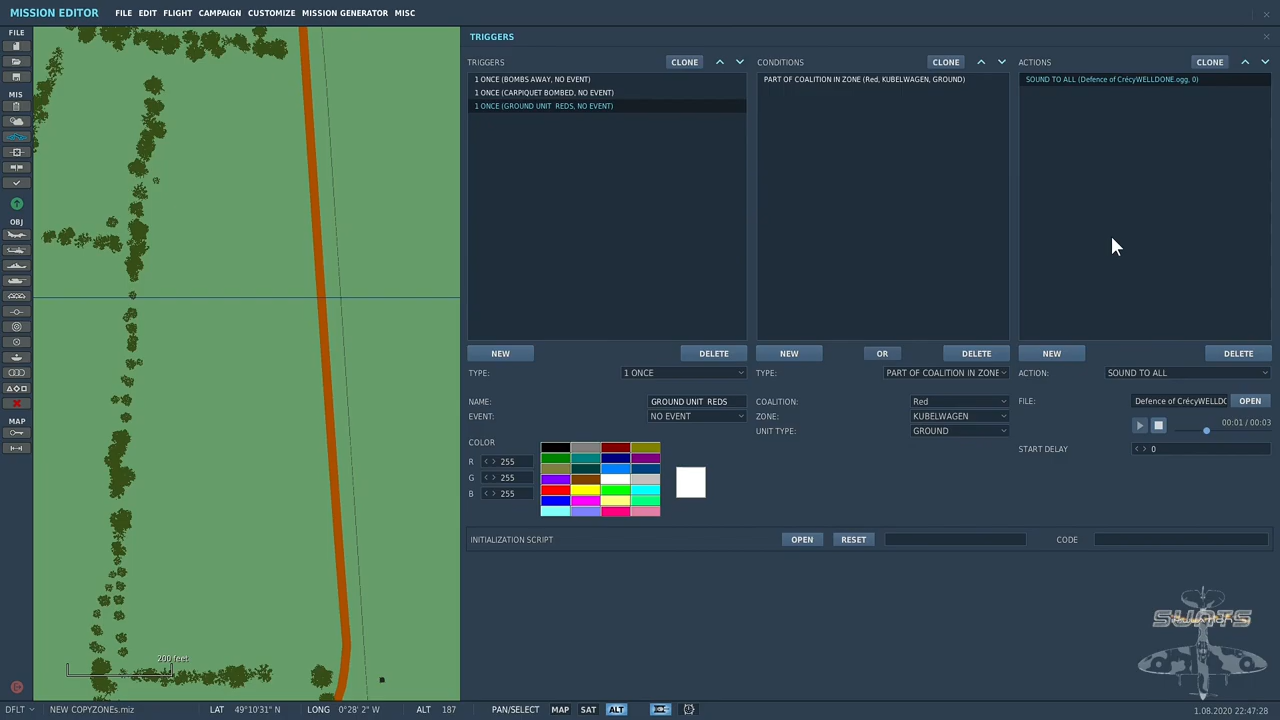 MISSION EDITOR FILE EDIT FLIGHT CAMPAIGN CUSTOMIZE MISSION GENERATOR MISC
FILE
MIS
OBJ
MAP
TRIGGERS
TRIGGERS CLONE
1 ONCE (BOMBS AWAY, NO EVENT)
1 ONCE (CARPIQUET BOMBED, NO EVENT)
1 ONCE (GROUND UNIT REDS, NO EVENT)
NEW DELETE
TYPE: 1 ONCE
NAME: GROUND UNIT REDS
EVENT: NO EVENT
COLOR
R 255
G 255
B 255
CONDITIONS CLONE
PART OF COALITION IN ZONE (Red, KUBELWAGEN, GROUND)
NEW OR DELETE
TYPE: PART OF COALITION IN ZONE
COALITION: Red
ZONE: KUBELWAGEN
UNIT TYPE: GROUND
ACTIONS CLONE
SOUND TO ALL (Defence of CrécyWELLDONE.ogg, 0)
NEW DELETE
ACTION: SOUND TO ALL
FILE: Defence of CrécyWELLDO OPEN
00:01 / 00:03
START DELAY 0
INITIALIZATION SCRIPT OPEN RESET CODE
200 feet
DFLT NEW COPYZONEs.miz LAT 49°10'31" N LONG 0°28' 2" W ALT 187 PAN/SELECT MAP SAT ALT 1.08.2020 22:47:28